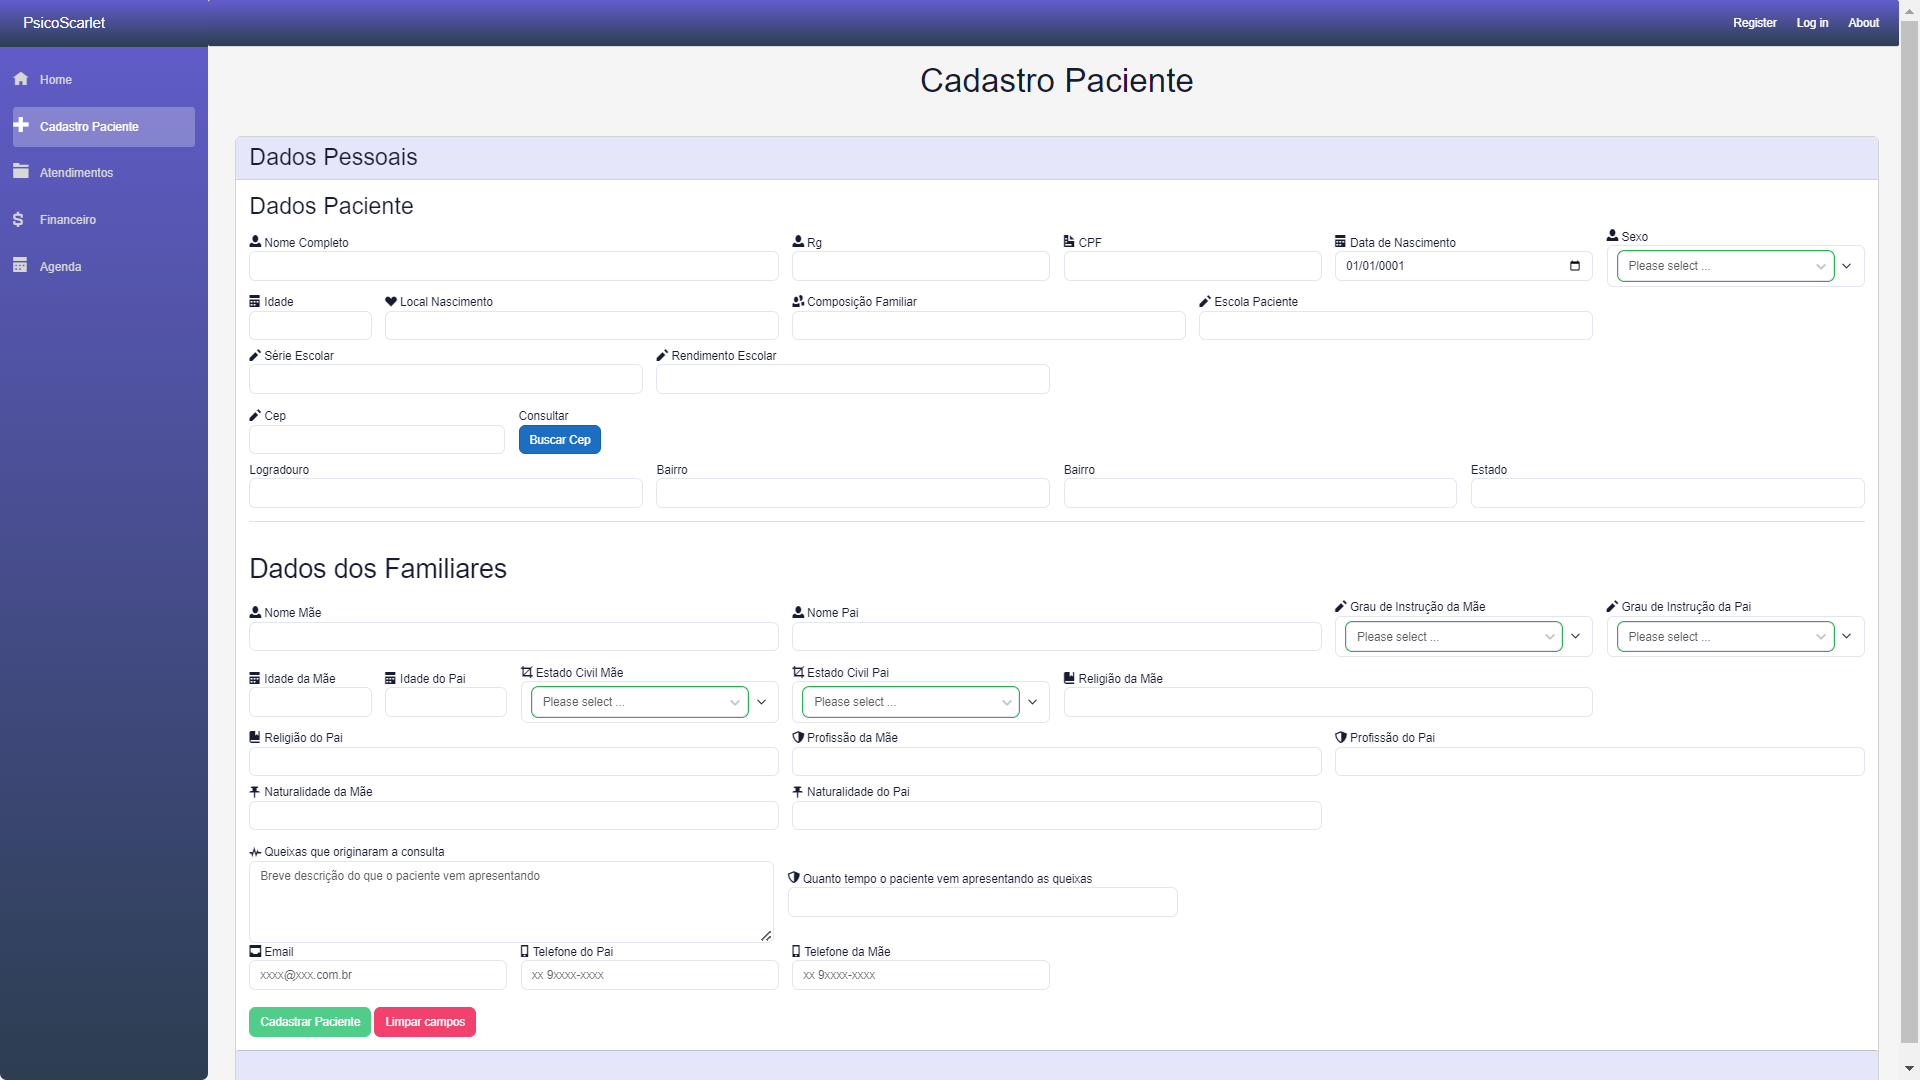 PsicoScarlet
Register Log in About
Home
Cadastro Paciente
Atendimentos
Financeiro
Agenda
Cadastro Paciente
Dados Pessoais
Dados Paciente
Nome Completo Rg CPF Data de Nascimento Sexo
01/01/0001 Please select ...
Idade Local Nascimento Composição Familiar Escola Paciente
Série Escolar Rendimento Escolar
Cep Consultar
Buscar Cep
Logradouro Bairro Bairro Estado
Dados dos Familiares
Nome Mãe Nome Pai Grau de Instrução da Mãe Grau de Instrução da Pai
Please select ... Please select ...
Idade da Mãe Idade do Pai Estado Civil Mãe Estado Civil Pai Religião da Mãe
Please select ... Please select ...
Religião do Pai Profissão da Mãe Profissão do Pai
Naturalidade da Mãe Naturalidade do Pai
Queixas que originaram a consulta
Breve descrição do que o paciente vem apresentando
Quanto tempo o paciente vem apresentando as queixas
Email Telefone do Pai Telefone da Mãe
xxxx@xxx.com.br xx 9xxxx-xxxx xx 9xxxx-xxxx
Cadastrar Paciente Limpar campos